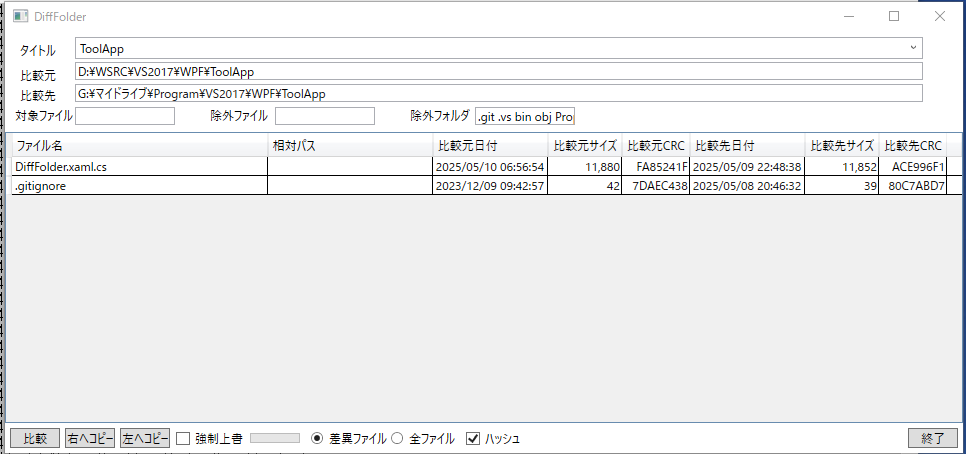 DiffFolder
タイトル ToolApp
比較元 D:¥WSRC¥VS2017¥WPF¥ToolApp
比較先 G:¥マイドライブ¥Program¥VS2017¥WPF¥ToolApp
対象ファイル 除外ファイル 除外フォルダ .git .vs bin obj Pro
ファイル名 相対パス 比較元日付 比較元サイズ 比較元CRC 比較先日付 比較先サイズ 比較先CRC
DiffFolder.xaml.cs 2025/05/10 06:56:54 11,880 FA85241F 2025/05/09 22:48:38 11,852 ACE996F1
.gitignore 2023/12/09 09:42:57 42 7DAEC438 2025/05/08 20:46:32 39 80C7ABD7
比較 右へコピー 左へコピー 強制上書 差異ファイル 全ファイル ハッシュ 終了